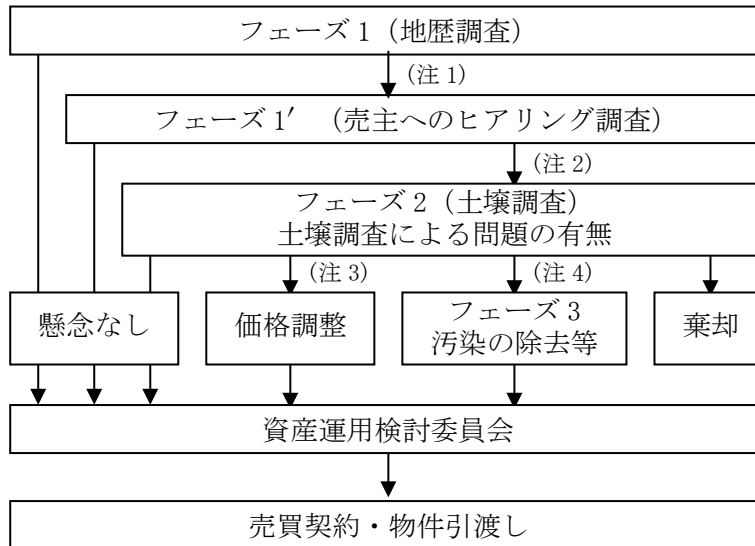 フェーズ 1（地歴調査）
(注 1)
フェーズ 1′ （売主へのヒアリング調査）
(注 2)
フェーズ 2（土壌調査）
土壌調査による問題の有無
(注 3)
(注 4)
懸念なし
価格調整
フェーズ 3
汚染の除去等
棄却
資産運用検討委員会
売買契約・物件引渡し